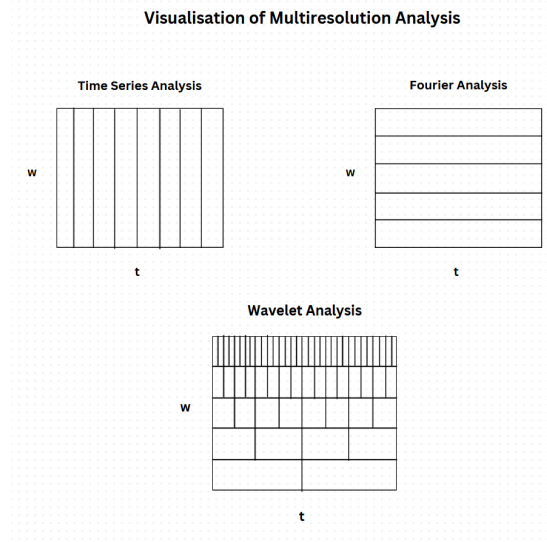 Visualisation of Multiresolution Analysis
Time Series Analysis
Fourier Analysis
w
w
t
t
Wavelet Analysis
w
t